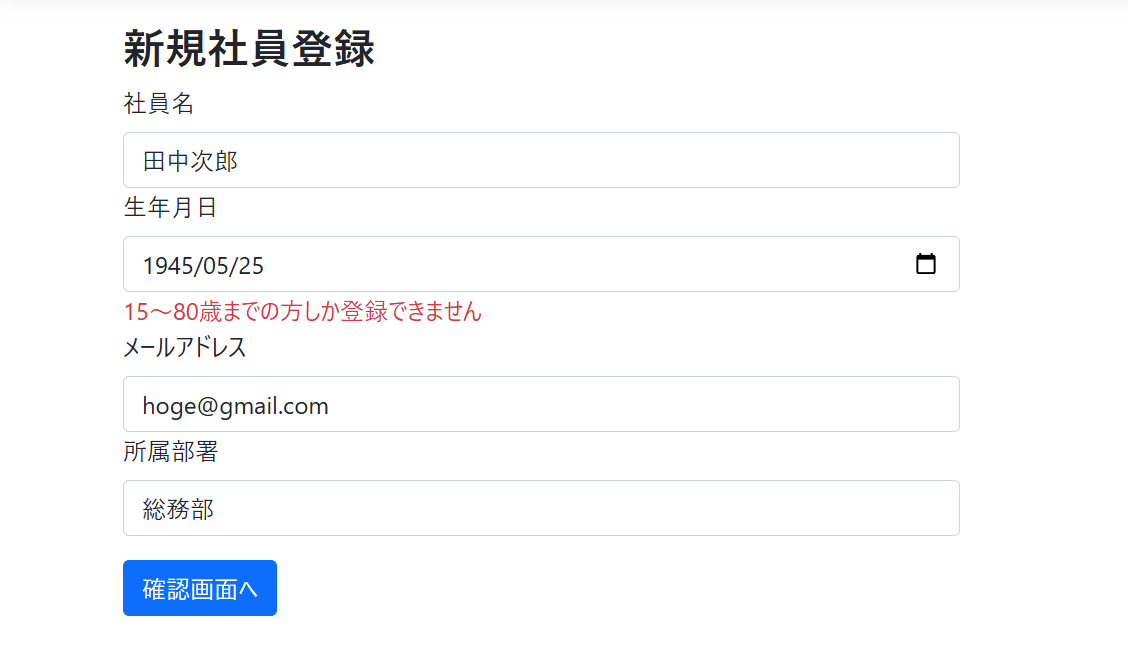 新規社員登録
社員名
田中次郎
生年月日
1945/05/25
15～80歳までの方しか登録できません
メールアドレス
hoge@gmail.com
所属部署
総務部
確認画面へ